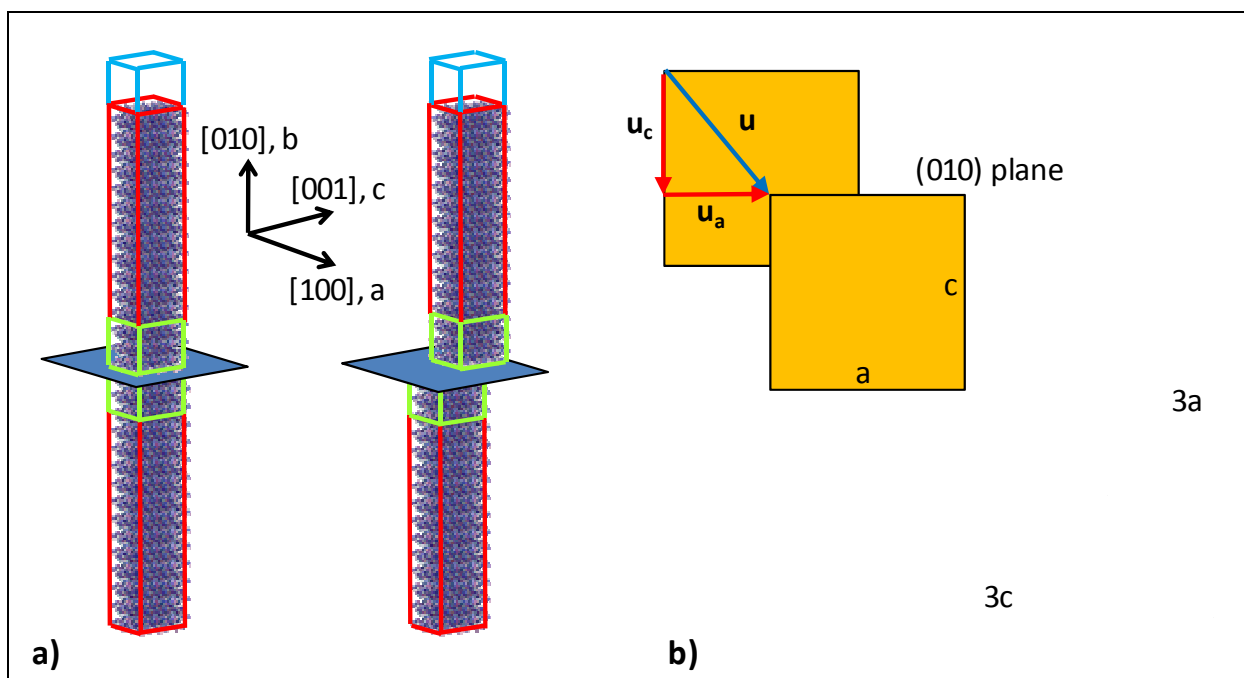 [010], b
[001], c
[100], a
a)
u_c
u
u_a
(010) plane
c
a
3a
3c
b)